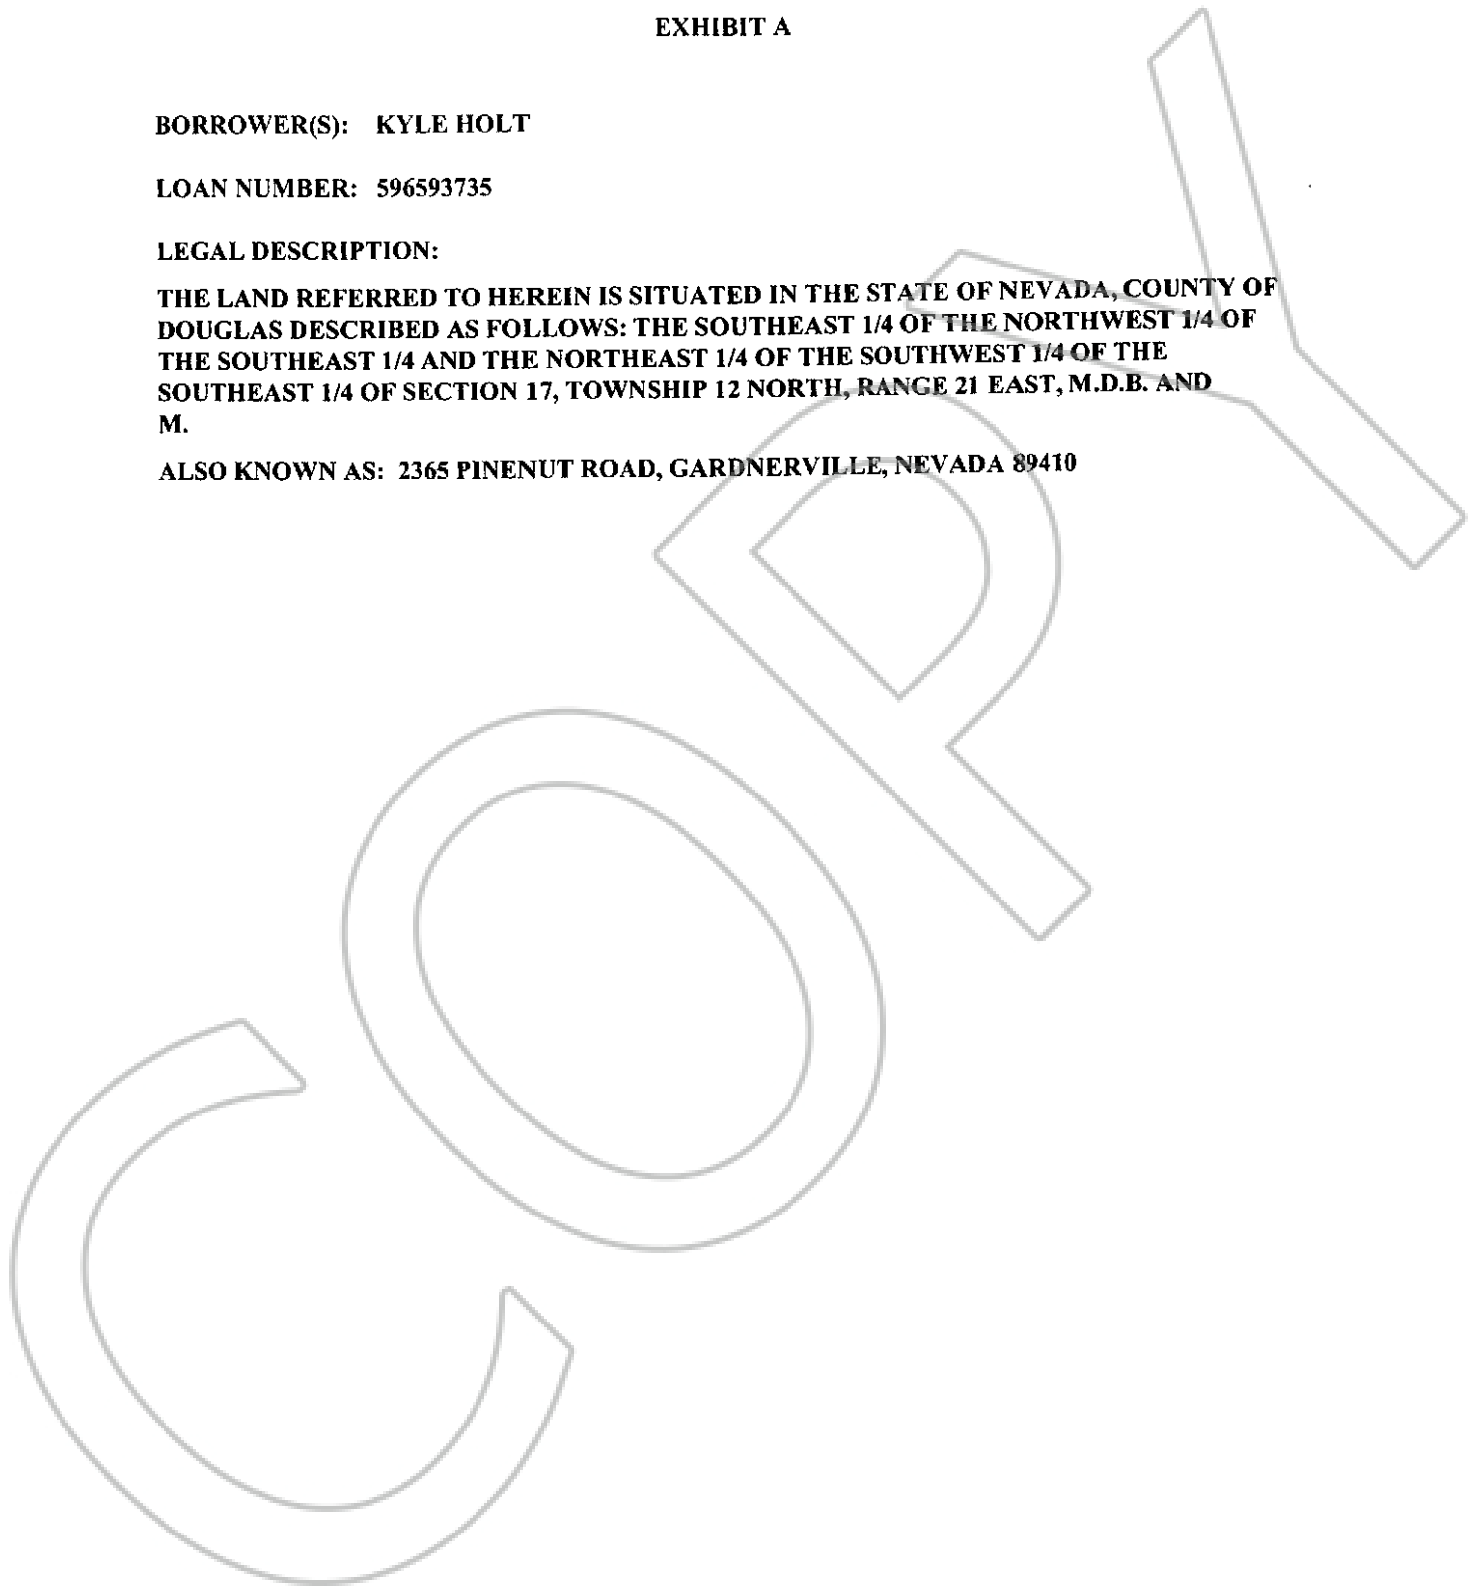 EXHIBIT A
BORROWER(S): KYLE HOLT
LOAN NUMBER: 596593735
LEGAL DESCRIPTION:
THE LAND REFERRED TO HEREIN IS SITUATED IN THE STATE OF NEVADA, COUNTY OF
DOUGLAS DESCRIBED AS FOLLOWS: THE SOUTHEAST 1/4 OF THE NORTHWEST 1/4 OF
THE SOUTHEAST 1/4 AND THE NORTHEAST 1/4 OF THE SOUTHWEST 1/4 OF THE
SOUTHEAST 1/4 OF SECTION 17, TOWNSHIP 12 NORTH, RANGE 21 EAST, M.D.B. AND
M.
ALSO KNOWN AS: 2365 PINENUT ROAD, GARDNERVILLE, NEVADA 89410
COPY